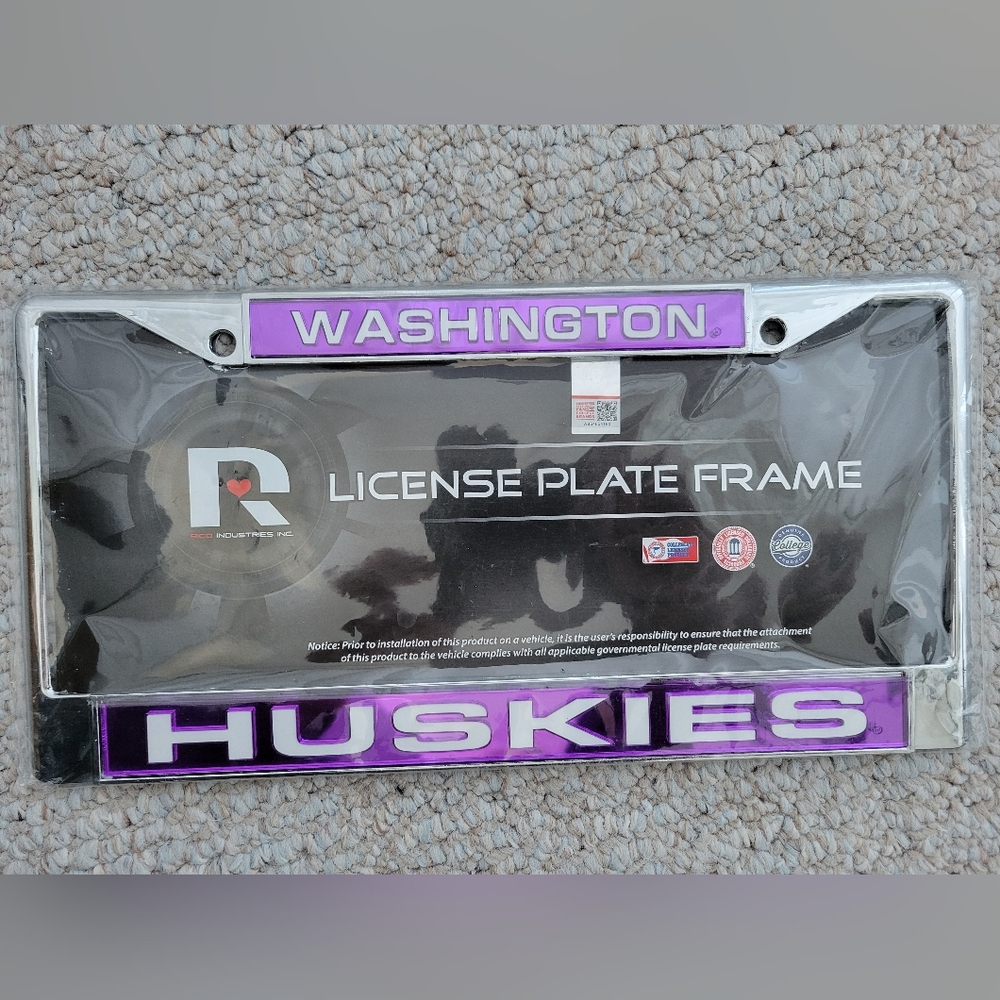 WASHINGTON
R
RICO INDUSTRIES INC.
LICENSE PLATE FRAME
College
Notice: Prior to installation of this product on a vehicle, it is the user's responsibility to ensure that the attachment
of this product to the vehicle complies with all applicable governmental license plate requirements.
HUSKIES